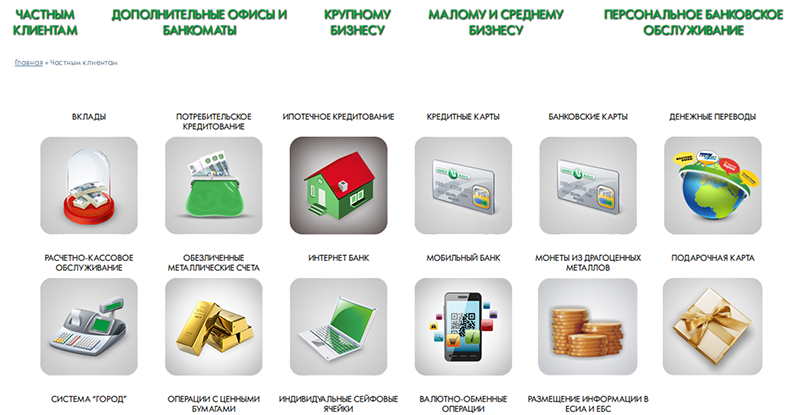 ЧАСТНЫМ ДОПОЛНИТЕЛЬНЫЕ ОФИСЫ И КРУПНОМУ МАЛОМУ И СРЕДНЕМУ ПЕРСОНАЛЬНОЕ БАНКОВСКОЕ
КЛИЕНТАМ БАНКОМАТЫ БИЗНЕСУ БИЗНЕСУ ОБСЛУЖИВАНИЕ
Главная » Частным клиентам
ВКЛАДЫ ПОТРЕБИТЕЛЬСКОЕ ИПОТЕЧНОЕ КРЕДИТОВАНИЕ КРЕДИТНЫЕ КАРТЫ БАНКОВСКИЕ КАРТЫ ДЕНЕЖНЫЕ ПЕРЕВОДЫ
КРЕДИТОВАНИЕ
РАСЧЕТНО-КАССОВОЕ ОБЕЗЛИЧЕННЫЕ ИНТЕРНЕТ БАНК МОБИЛЬНЫЙ БАНК МОНЕТЫ ИЗ ДРАГОЦЕННЫХ ПОДАРОЧНАЯ КАРТА
ОБСЛУЖИВАНИЕ МЕТАЛЛИЧЕСКИЕ СЧЕТА МЕТАЛЛОВ
СИСТЕМА "ГОРОД" ОПЕРАЦИИ С ЦЕННЫМИ ИНДИВИДУАЛЬНЫЕ СЕЙФОВЫЕ ВАЛЮТНО-ОБМЕННЫЕ РАЗМЕЩЕНИЕ ИНФОРМАЦИИ В
БУМАГАМИ ЯЧЕЙКИ ОПЕРАЦИИ ЕСИА И ЕБС